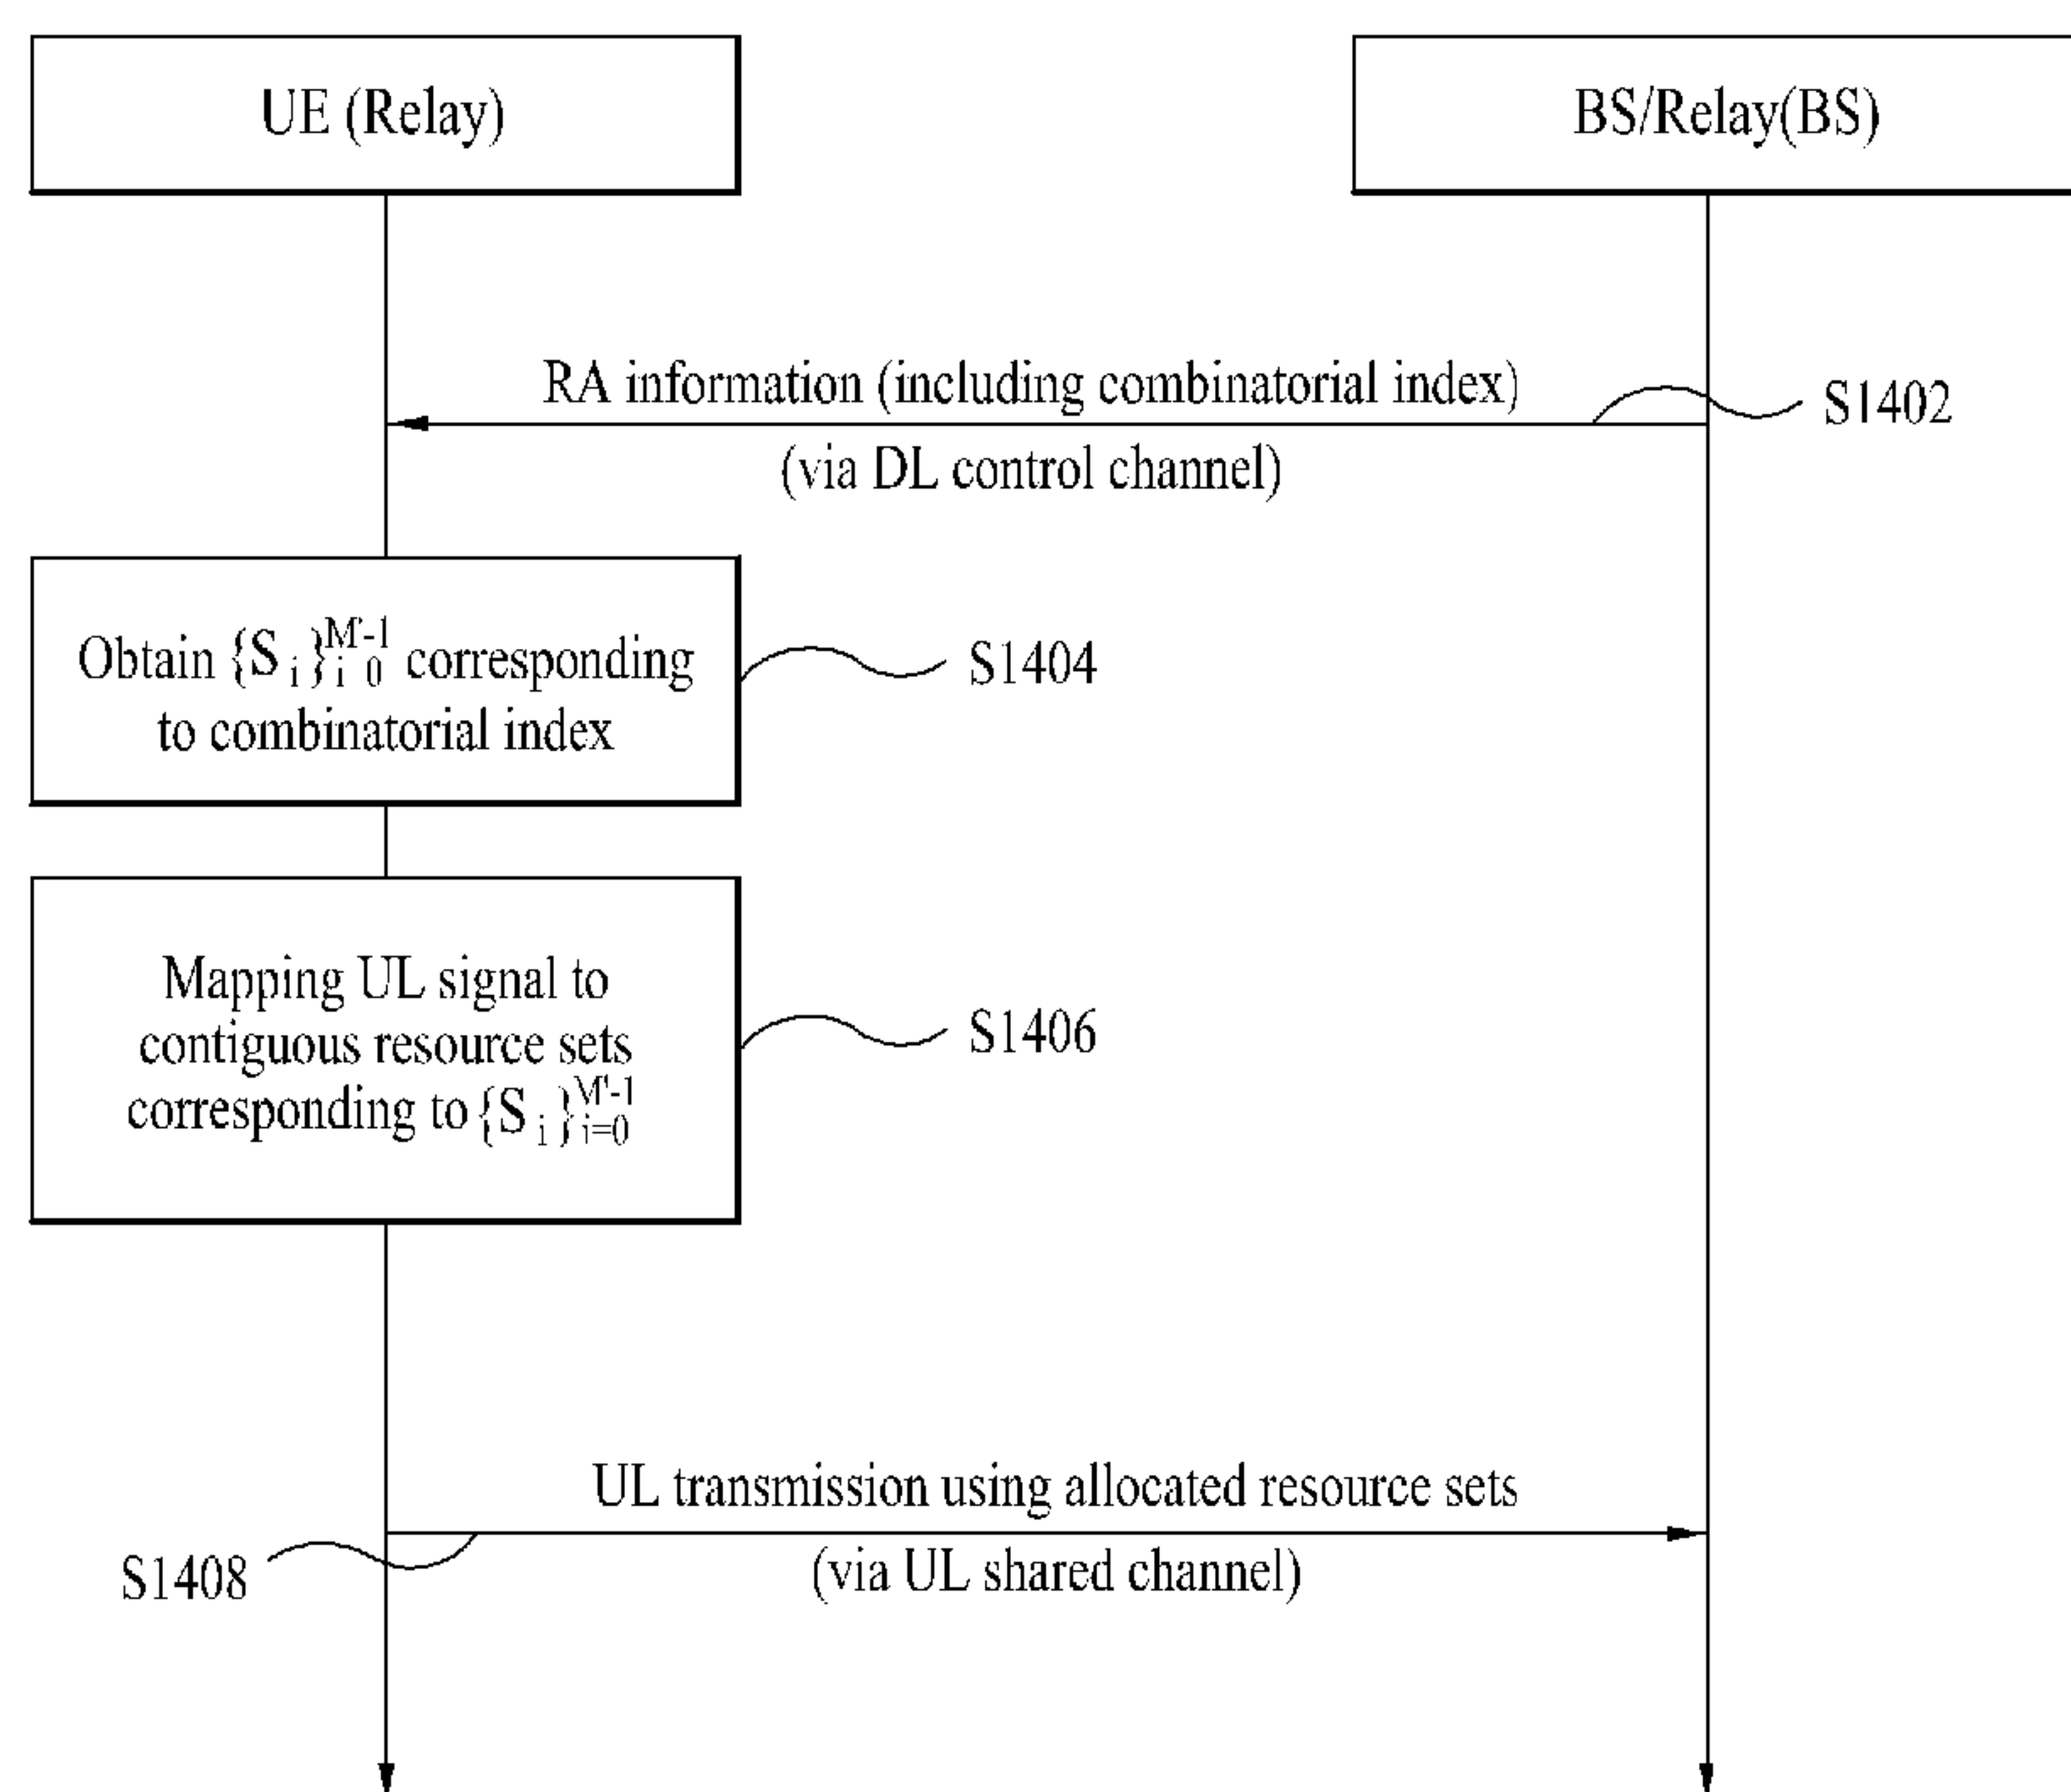 UE (Relay)
BS/Relay(BS)
RA information (including combinatorial index)
S1402
(via DL control channel)
Obtain {S i}M'-1 i 0 corresponding
to combinatorial index
S1404
Mapping UL signal to
contiguous resource sets
corresponding to {S i}M'-1 i=0
S1406
UL transmission using allocated resource sets
(via UL shared channel)
S1408